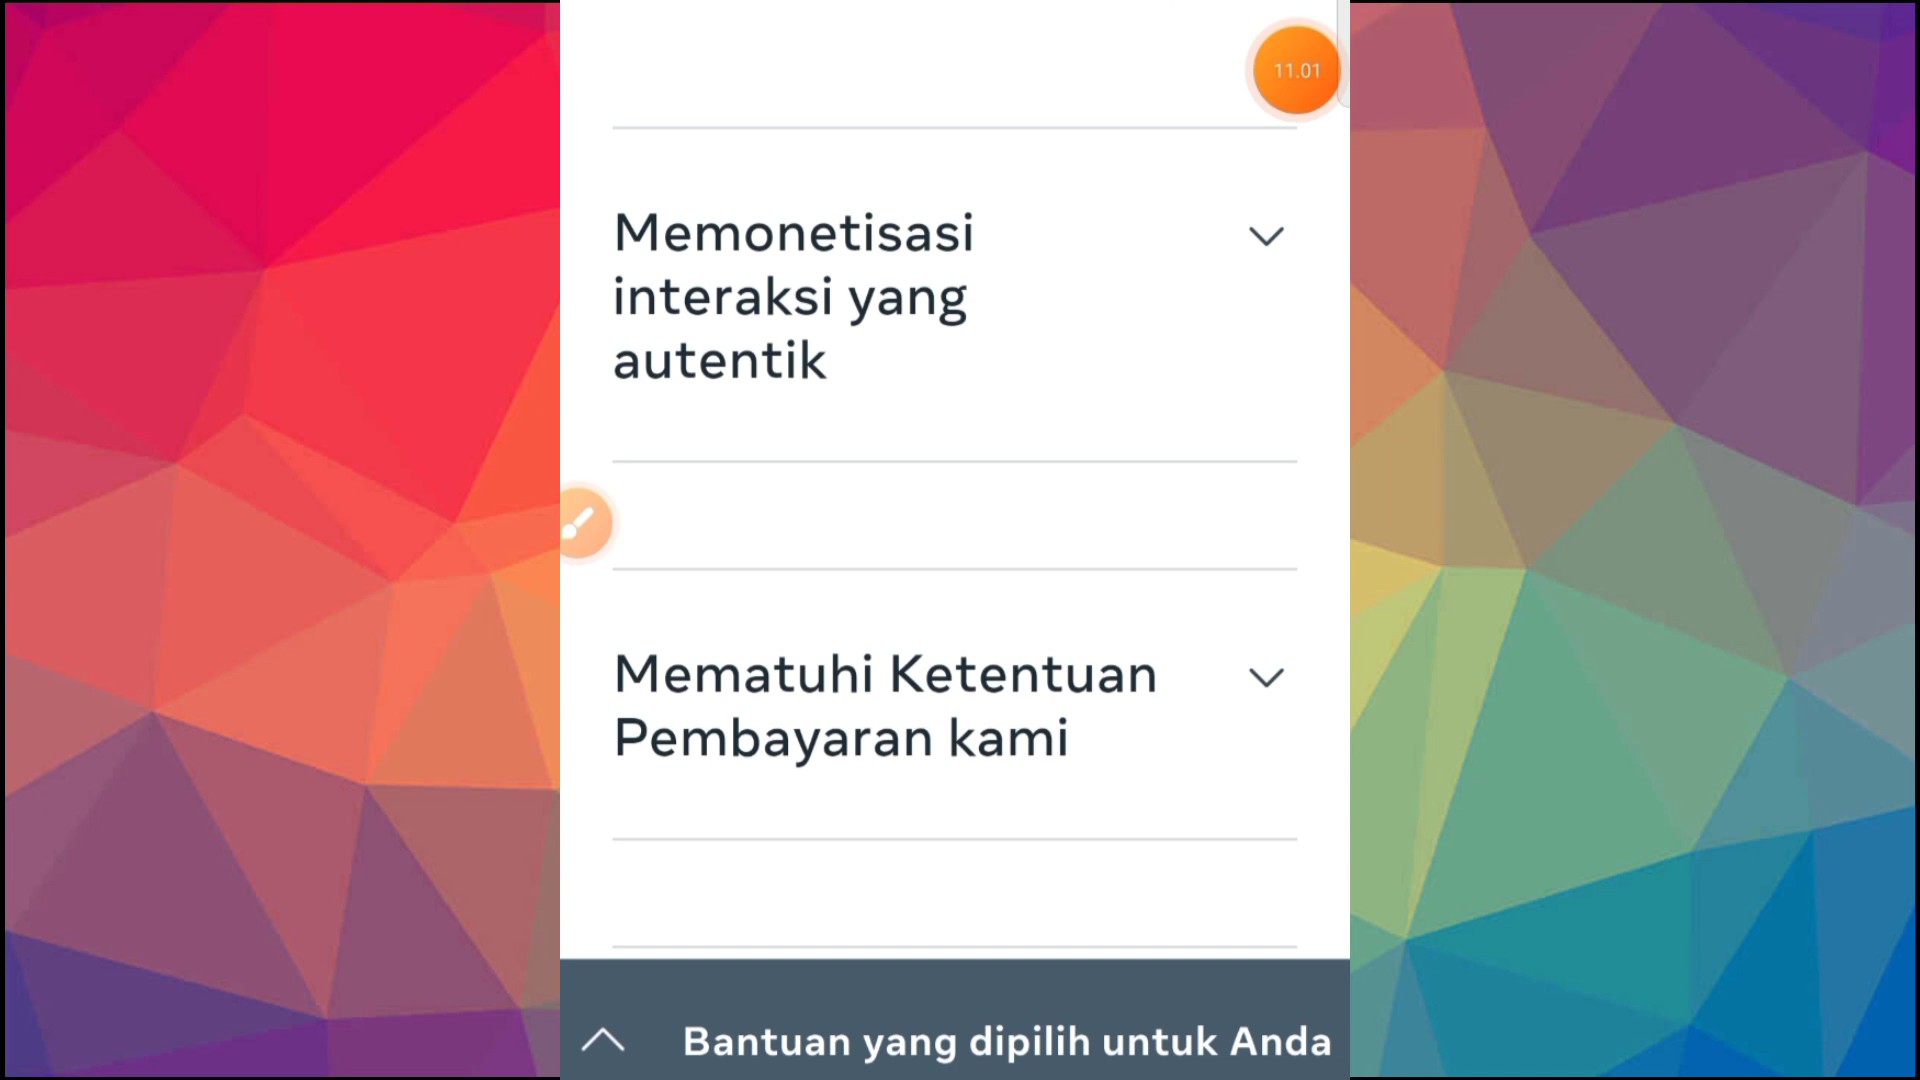 11.01
Memonetisasi
interaksi yang
autentik
Mematuhi Ketentuan
Pembayaran kami
Bantuan yang dipilih untuk Anda